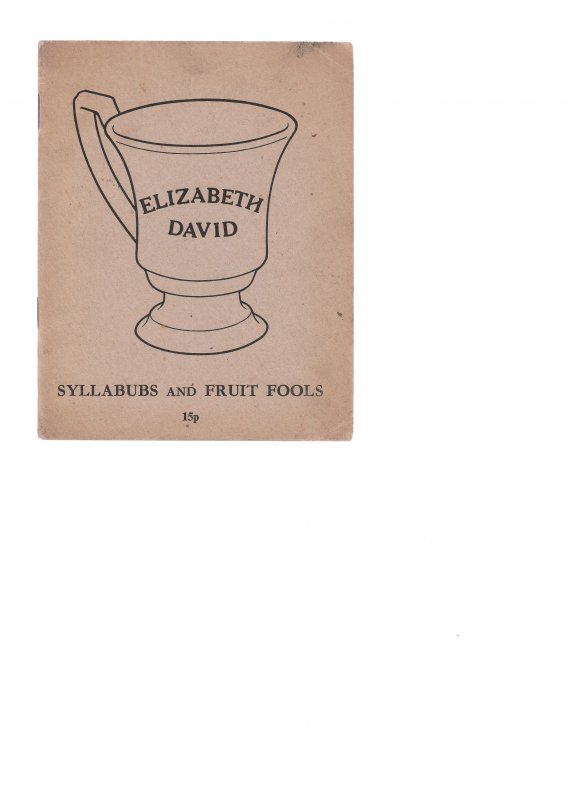 ELIZABETH
DAVID
SYLLABUBS AND FRUIT FOOLS
15p